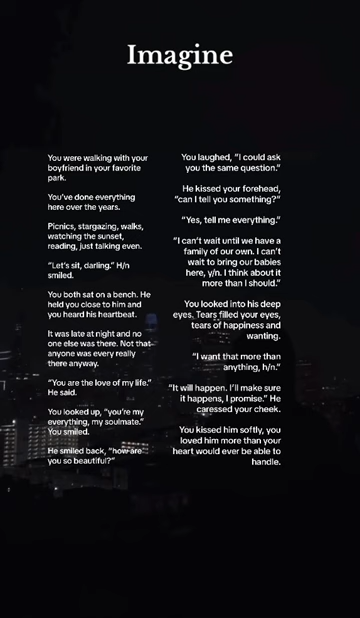 Imagine
You were walking with your
boyfriend in your favorite
park.
You've done everything
here over the years.
Picnics, stargazing, walks,
watching the sunset,
reading, just talking even.
"Let's sit, darling." H/n
smiled.
You both sat on a bench. He
held you close to him and
you heard his heartbeat.
It was late at night and no
one else was there. Not that
anyone was every really
there anyway.
"You are the love of my life."
He said.
You looked up, "you're my
everything, my soulmate."
You smiled.
He smiled back, "how are
you so beautiful?"
You laughed, "I could ask
you the same question."
He kissed your forehead,
"can I tell you something?"
"Yes, tell me everything."
"I can't wait until we have a
family of our own. I can't
wait to bring our babies
here, y/n. I think about it
more than I should."
You looked into his deep
eyes. Tears filled your eyes,
tears of happiness and
wanting.
"I want that more than
anything, h/n."
"It will happen. I'll make sure
it happens, I promise." He
caressed your cheek.
You kissed him softly, you
loved him more than your
heart would ever be able to
handle.